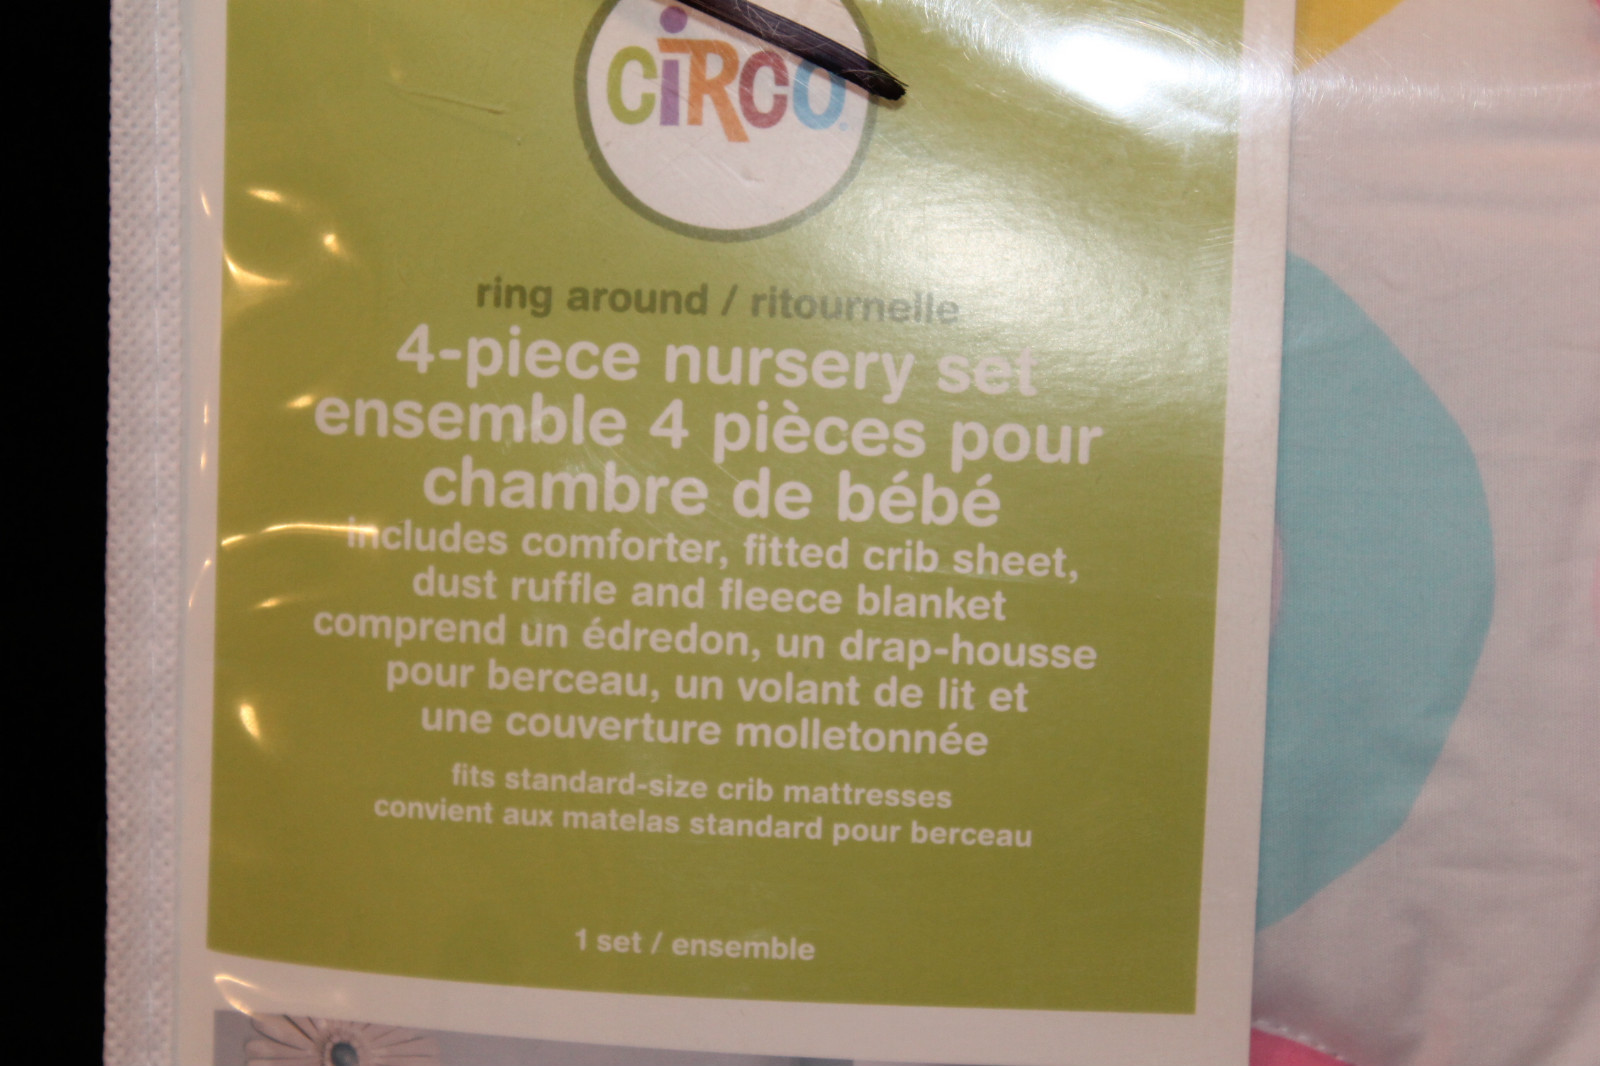 CiRCO
ring around / ritournelle
4-piece nursery set
ensemble 4 pièces pour
chambre de bébé
includes comforter, fitted crib sheet,
dust ruffle and fleece blanket
comprend un édredon, un drap-housse
pour berceau, un volant de lit et
une couverture molletonnée
fits standard-size crib mattresses
convient aux matelas standard pour berceau
1 set / ensemble